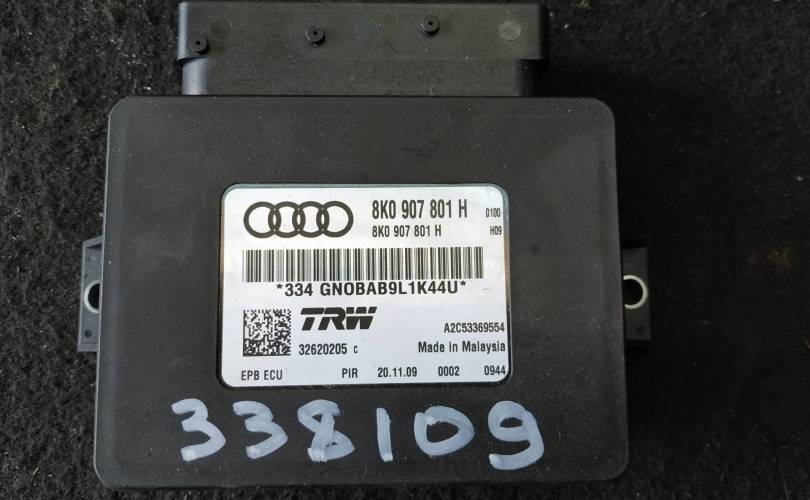 8K0 907 801 H 0100
8K0 907 801 H H09
*334 GN0BAB9L1K44U*
TRW A2C53369554
32620205 c Made in Malaysia
EPB ECU PIR 20.11.09 0002 0944
338109